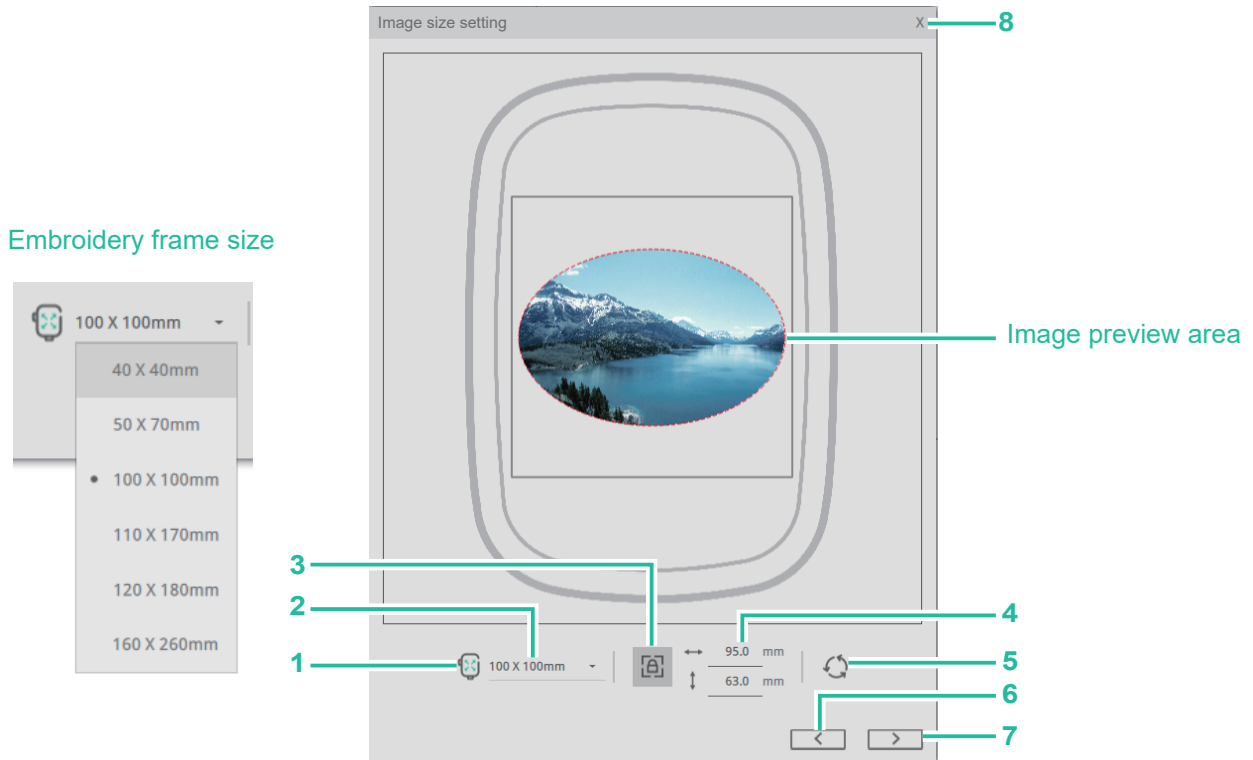 Image size setting
X
8
Embroidery frame size
100 X 100mm
40 X 40mm
50 X 70mm
100 X 100mm
110 X 170mm
120 X 180mm
160 X 260mm
Image preview area
3
2
1
100 X 100mm
95.0 mm
63.0 mm
4
5
6
7
<
>